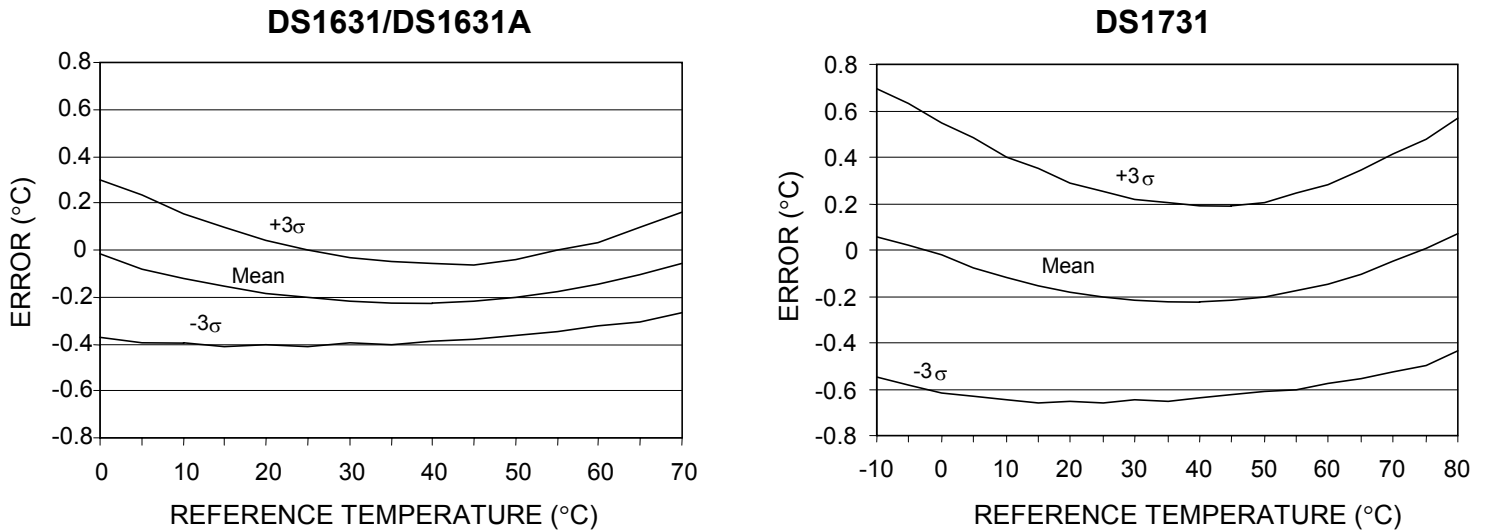 DS1631/DS1631A
0.8
0.6
0.4
0.2
0
-0.2
-0.4
-0.6
-0.8
ERROR (°C)
+3σ
Mean
-3σ
0 10 20 30 40 50 60 70
REFERENCE TEMPERATURE (°C)
DS1731
0.8
0.6
0.4
0.2
0
-0.2
-0.4
-0.6
-0.8
ERROR (°C)
+3σ
Mean
-3σ
-10 0 10 20 30 40 50 60 70 80
REFERENCE TEMPERATURE (°C)